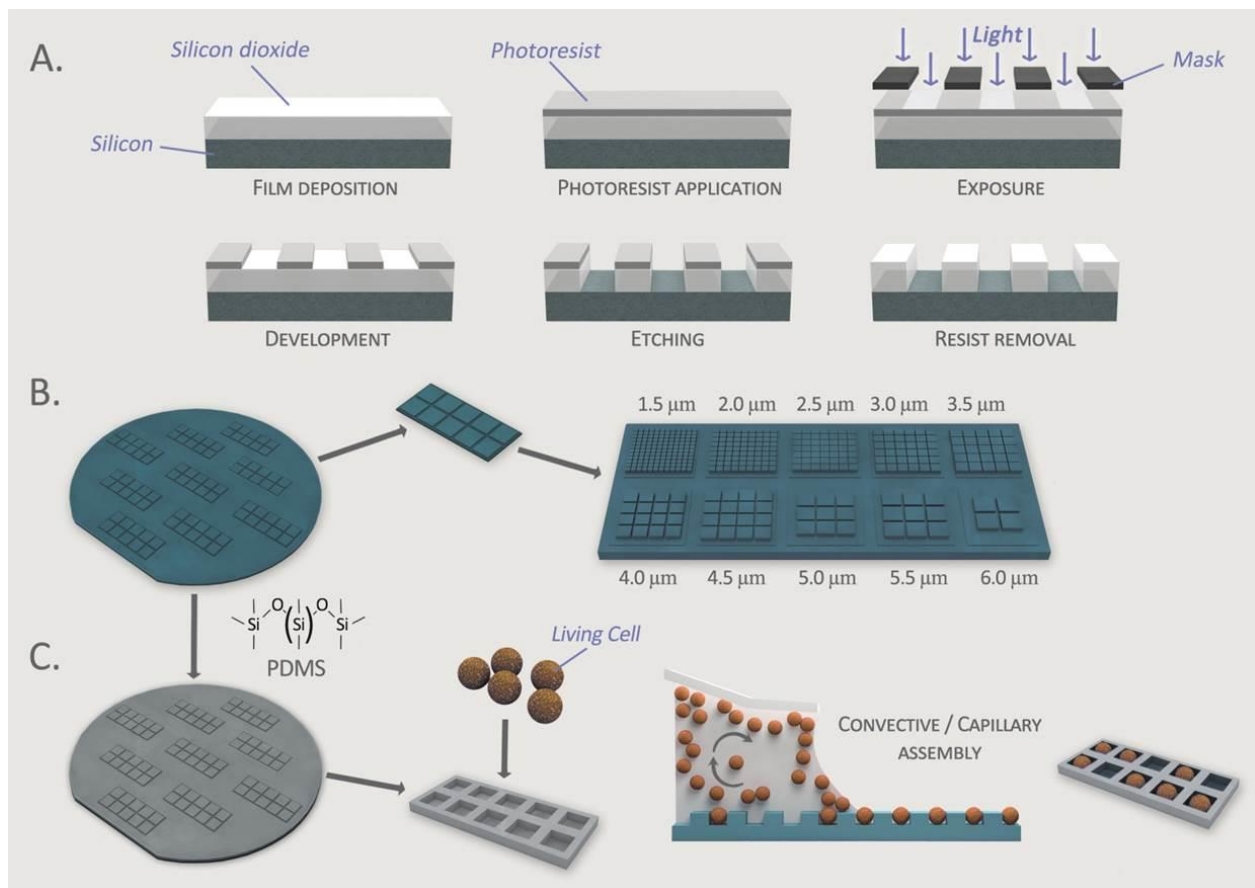 A.
Silicon dioxide
Silicon
FILM DEPOSITION
Photoresist
PHOTORESIST APPLICATION
Light
Mask
EXPOSURE
DEVELOPMENT
ETCHING
RESIST REMOVAL
B.
1.5 µm 2.0 µm 2.5 µm 3.0 µm 3.5 µm
4.0 µm 4.5 µm 5.0 µm 5.5 µm 6.0 µm
O O
Si (Si) Si
PDMS
C.
Living Cell
CONVECTIVE / CAPILLARY
ASSEMBLY